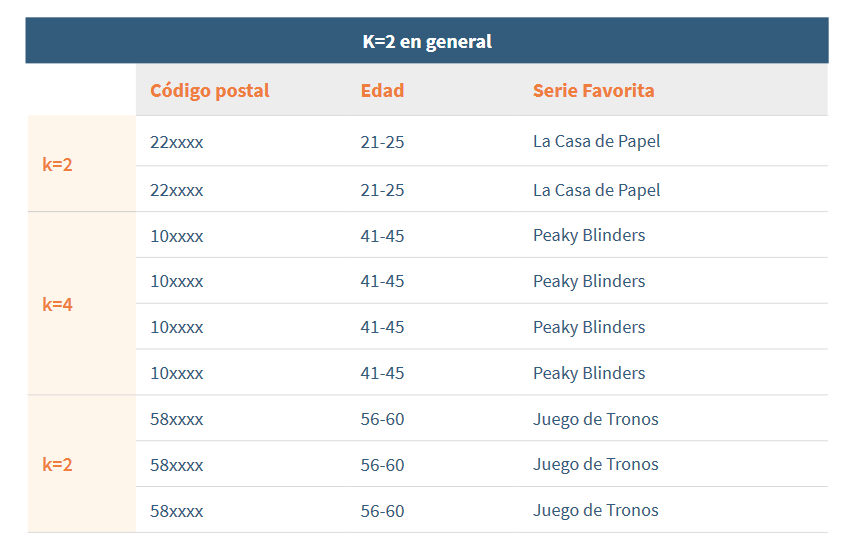 K=2 en general
Código postal Edad Serie Favorita
k=2
22xxxx 21-25 La Casa de Papel
22xxxx 21-25 La Casa de Papel
k=4
10xxxx 41-45 Peaky Blinders
10xxxx 41-45 Peaky Blinders
10xxxx 41-45 Peaky Blinders
10xxxx 41-45 Peaky Blinders
k=2
58xxxx 56-60 Juego de Tronos
58xxxx 56-60 Juego de Tronos
58xxxx 56-60 Juego de Tronos